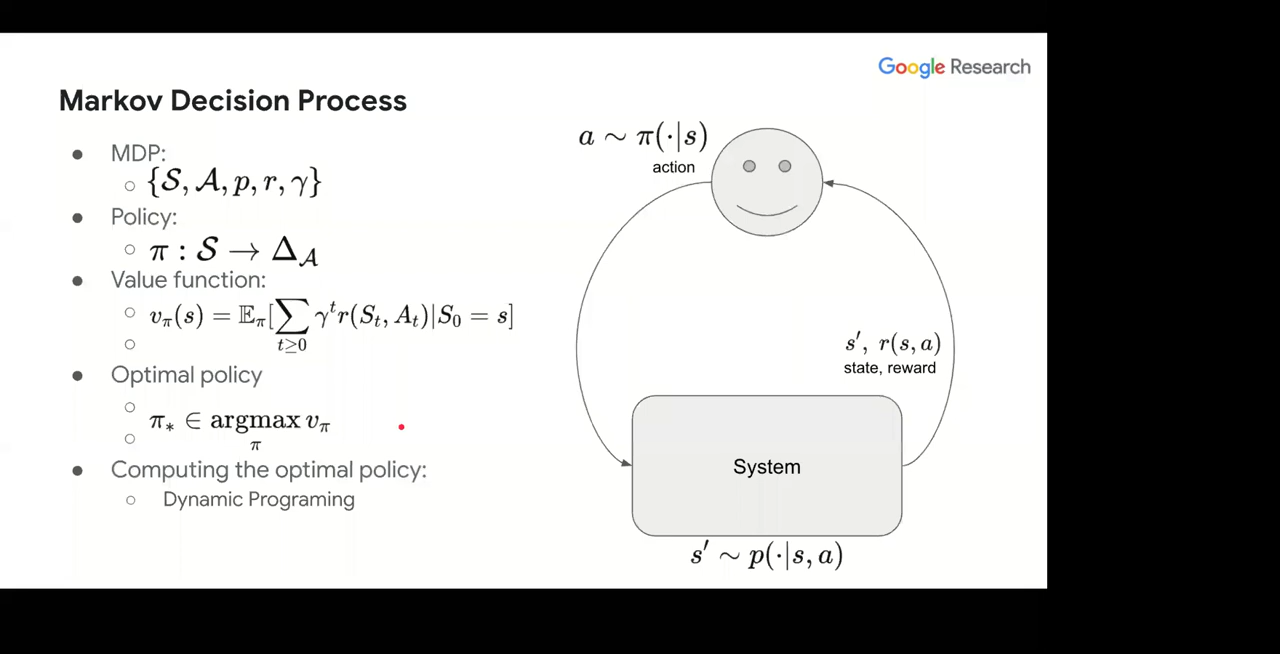 Google Research
Markov Decision Process
MDP:
{𝒮, 𝒜, p, r, γ}
Policy:
π : 𝒮 → Δ_𝒜
Value function:
v_π(s) = 𝔼_π[∑_{t≥0} γ^t r(S_t, A_t)|S_0 = s]
Optimal policy
π_* ∈ argmax_π v_π
Computing the optimal policy:
Dynamic Programing
a ∼ π(·|s)
action
s′, r(s, a)
state, reward
System
s′ ∼ p(·|s, a)